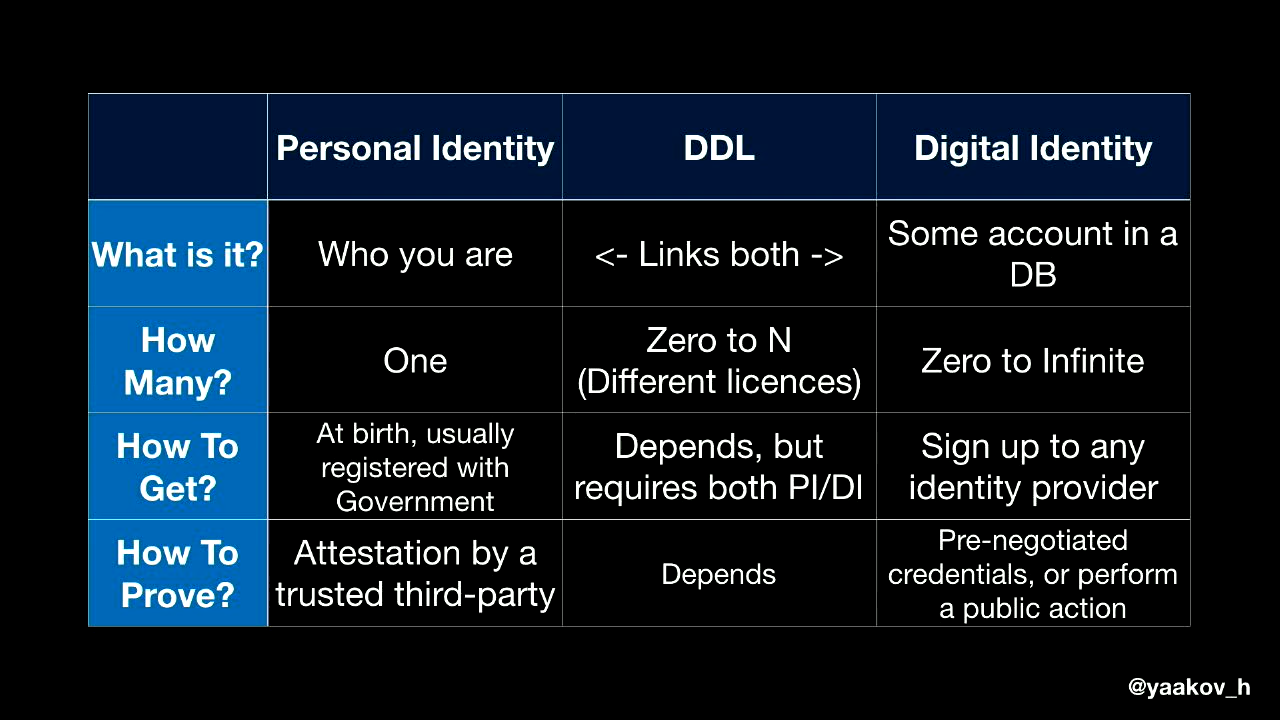 Personal Identity
DDL
Digital Identity
What is it?
Who you are
<- Links both ->
Some account in a
DB
How
Many?
One
Zero to N
(Different licences)
Zero to Infinite
How To
Get?
At birth, usually
registered with
Government
Depends, but
requires both PI/DI
Sign up to any
identity provider
How To
Prove?
Attestation by a
trusted third-party
Depends
Pre-negotiated
credentials, or perform
a public action
@yaakov_h